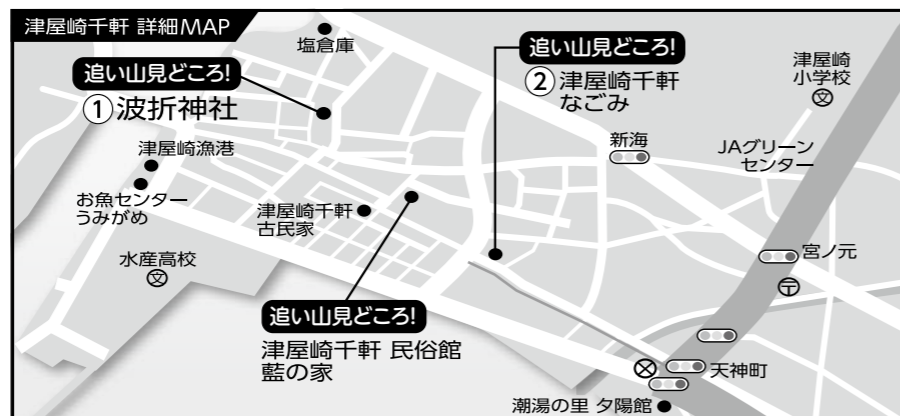 津屋崎千軒 詳細MAP
塩倉庫
追い山見どころ!
①波折神社
追い山見どころ!
②津屋崎千軒
なごみ
津屋崎
小学校
文
津屋崎漁港
お魚センター
うみがめ
新海
JAグリーン
センター
津屋崎千軒
古民家
水産高校
文
宮ノ元
〒
追い山見どころ!
津屋崎千軒 民俗館
藍の家
天神町
潮湯の里 夕陽館